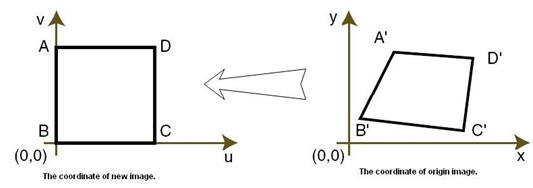 v
A D
B C
(0,0) u
The coordinate of new image.
y
A' D'
B' C'
(0,0) x
The coordinate of origin image.